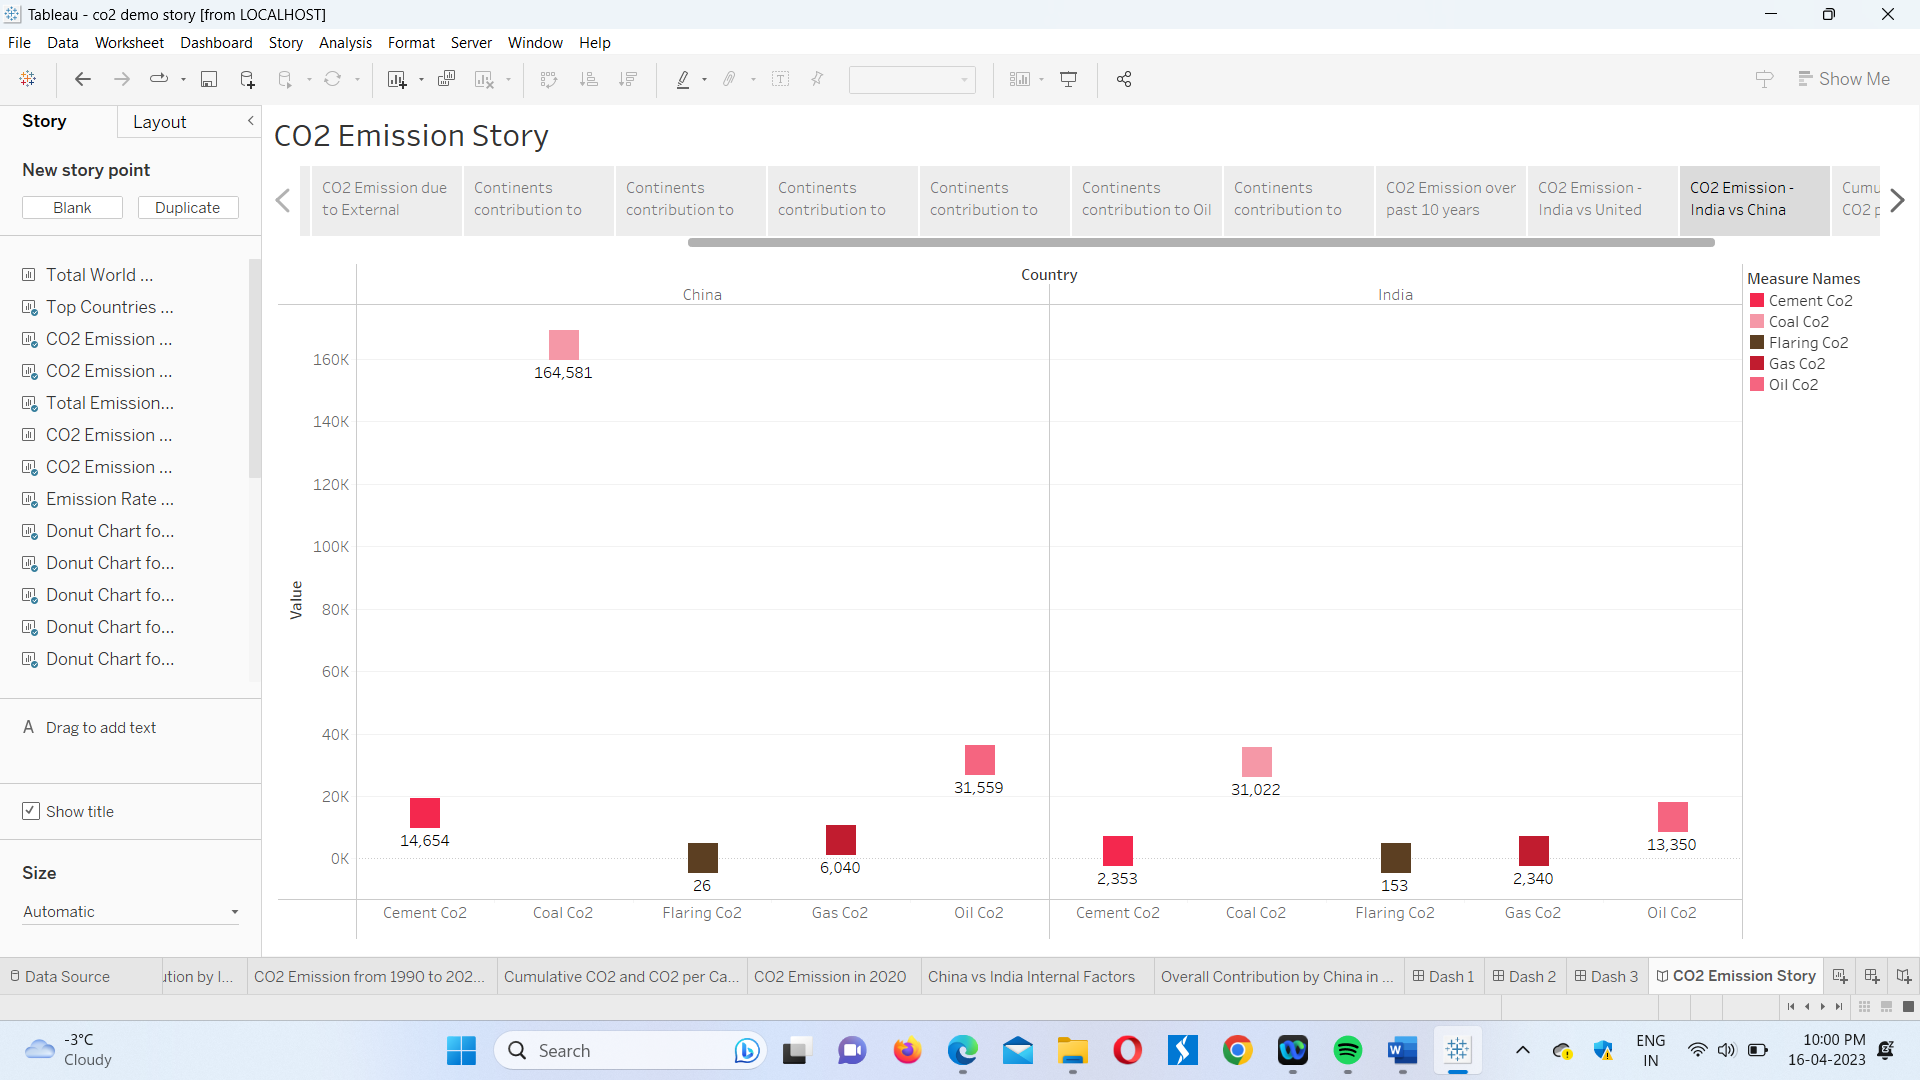 Tableau - co2 demo story [from LOCALHOST]
File Data Worksheet Dashboard Story Analysis Format Server Window Help
Show Me
Story
Layout
New story point
Blank
Duplicate
Total World ...
Top Countries ...
CO2 Emission ...
CO2 Emission ...
Total Emission...
CO2 Emission ...
CO2 Emission ...
Emission Rate ...
Donut Chart fo...
Donut Chart fo...
Donut Chart fo...
Donut Chart fo...
Donut Chart fo...
A Drag to add text
Show title
Size
Automatic
CO2 Emission Story
CO2 Emission due
to External
Continents
contribution to
Continents
contribution to
Continents
contribution to
Continents
contribution to
Continents
contribution to Oil
Continents
contribution to
CO2 Emission over
past 10 years
CO2 Emission -
India vs United
CO2 Emission -
India vs China
Cumu
CO2 p
Country
China
India
Value
160K
140K
120K
100K
80K
60K
40K
20K
0K
164,581
14,654
26
6,040
31,559
2,353
31,022
153
2,340
13,350
Cement Co2
Coal Co2
Flaring Co2
Gas Co2
Oil Co2
Cement Co2
Coal Co2
Flaring Co2
Gas Co2
Oil Co2
Measure Names
Cement Co2
Coal Co2
Flaring Co2
Gas Co2
Oil Co2
Data Source
ution by I...
CO2 Emission from 1990 to 202...
Cumulative CO2 and CO2 per Ca...
CO2 Emission in 2020
China vs India Internal Factors
Overall Contribution by China in ...
Dash 1
Dash 2
Dash 3
CO2 Emission Story
-3°C
Cloudy
Search
ENG
IN
10:00 PM
16-04-2023